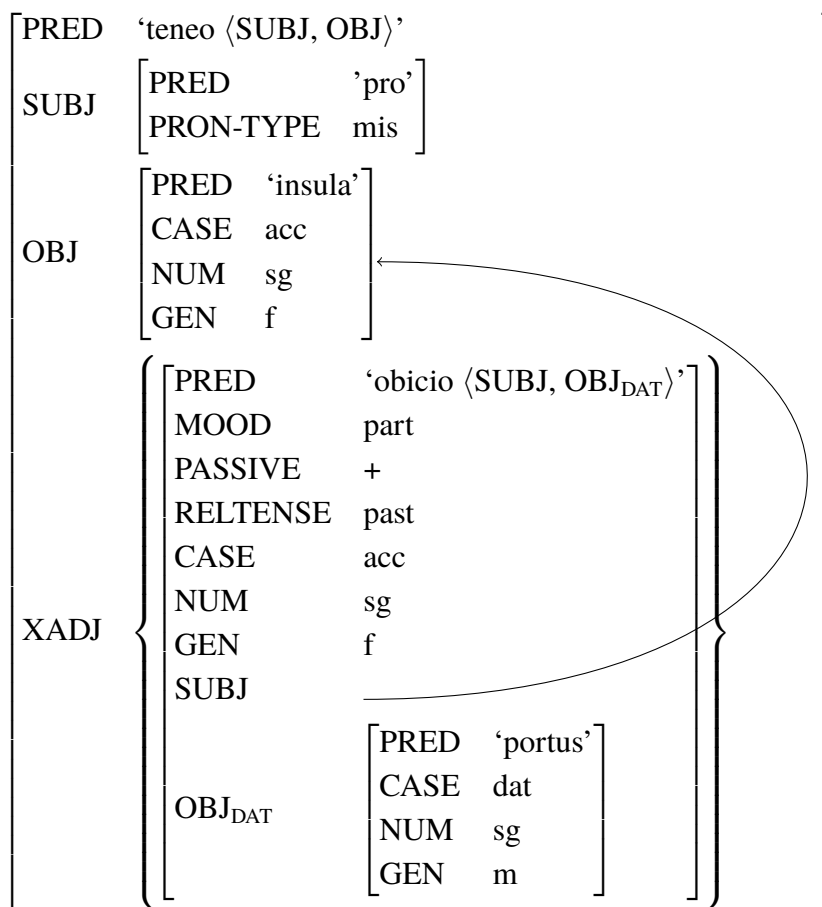 PRED ‘teneo ⟨SUBJ, OBJ⟩’
SUBJ
PRED ’pro’
PRON-TYPE mis
OBJ
PRED ‘insula’
CASE acc
NUM sg
GEN f
XADJ
PRED ‘obicio ⟨SUBJ, OBJDAT⟩’
MOOD part
PASSIVE +
RELTENSE past
CASE acc
NUM sg
GEN f
SUBJ
OBJDAT
PRED ‘portus’
CASE dat
NUM sg
GEN m